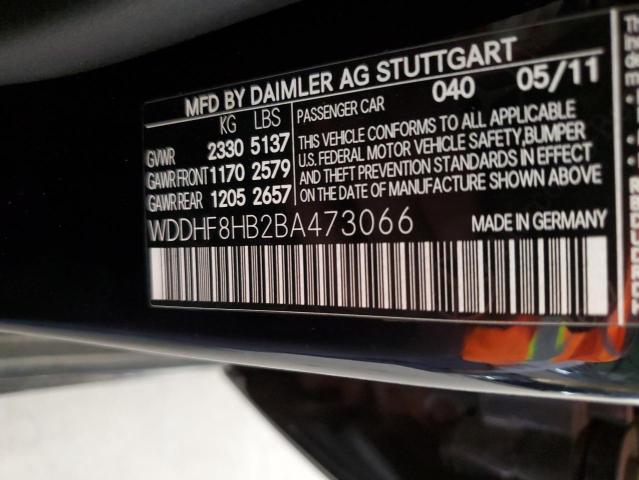 MFD BY DAIMLER AG STUTTGART
KG LBS
GVWR 2330 5137
GAWR FRONT 1170 2579
GAWR REAR 1205 2657
PASSENGER CAR 040 05/11
THIS VEHICLE CONFORMS TO ALL APPLICABLE
U.S. FEDERAL MOTOR VEHICLE SAFETY,BUMPER
AND THEFT PREVENTION STANDARDS IN EFFECT
ON THE DATE OF MANUFACTURE SHOWN ABOVE
WDDHF8HB2BA473066 MADE IN GERMANY